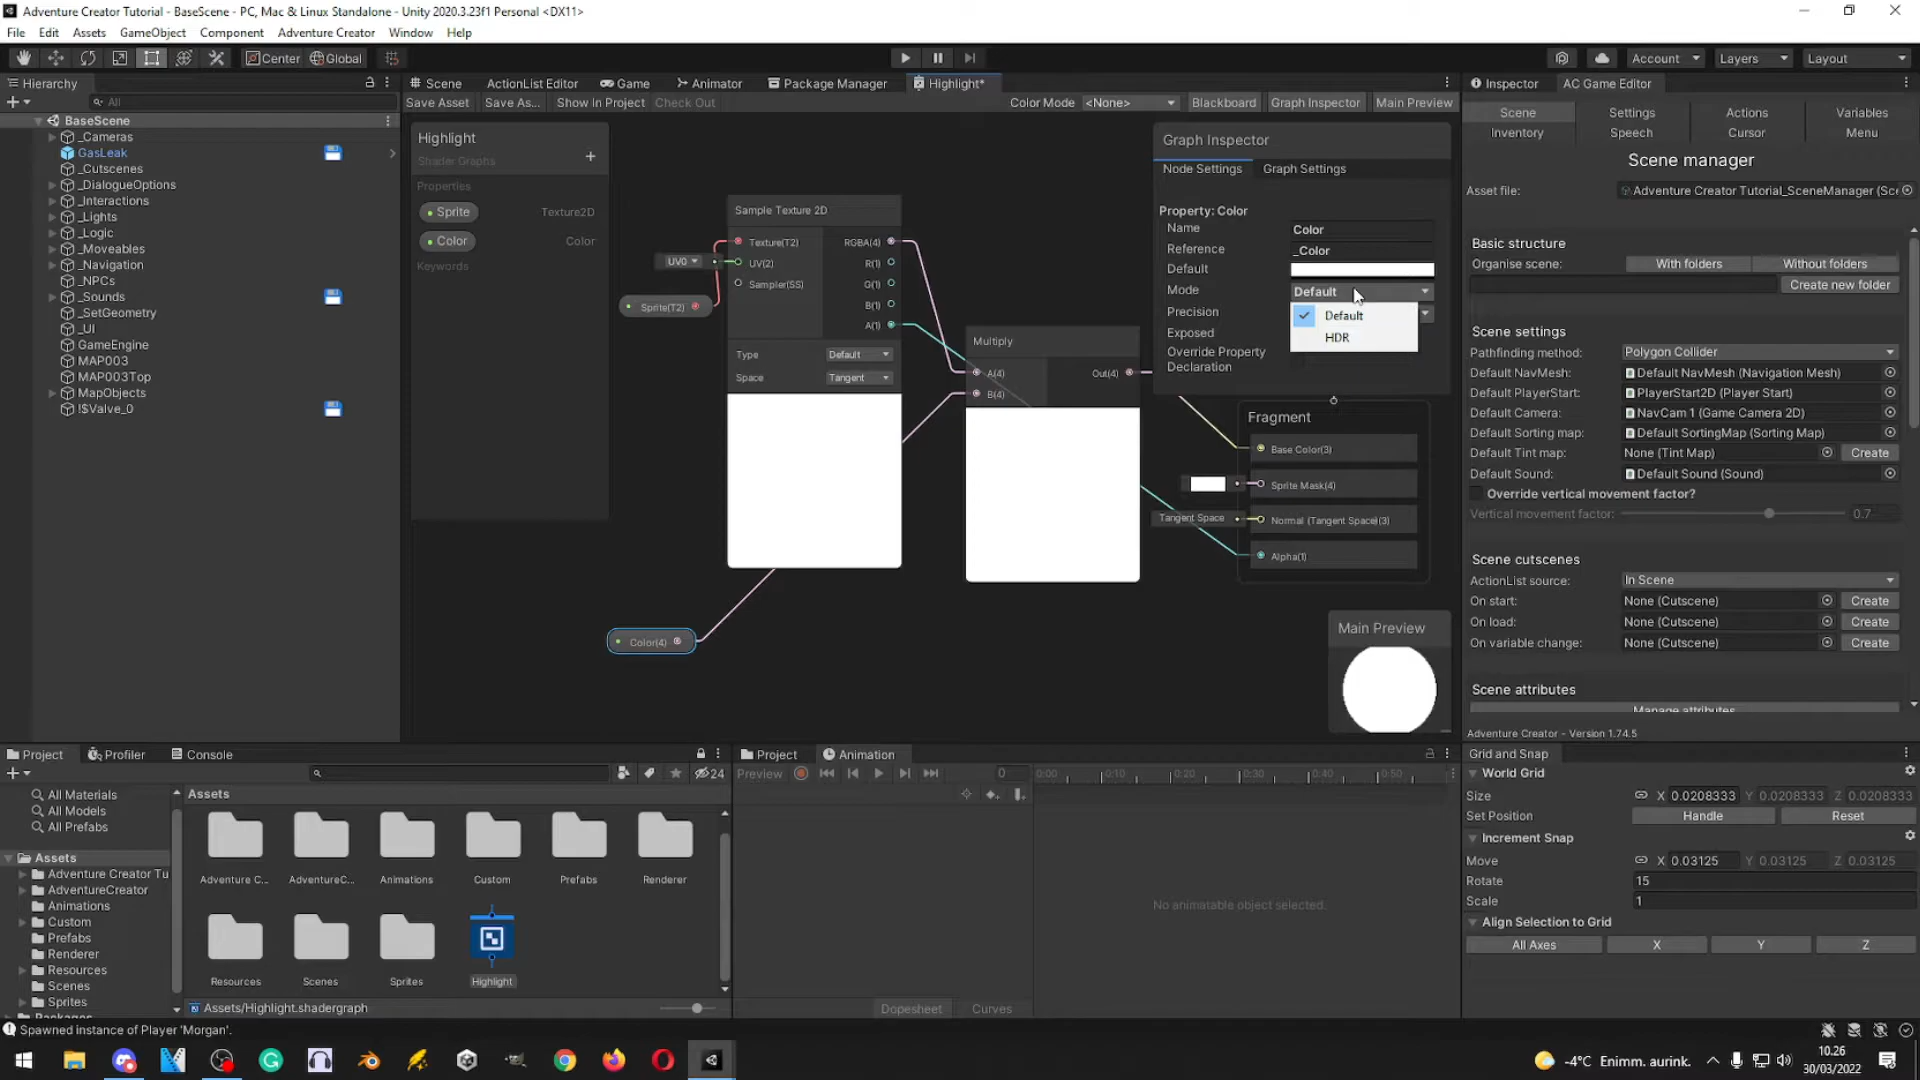 Adventure Creator Tutorial - BaseScene - PC, Mac & Linux Standalone - Unity 2020.3.23f1 Personal <DX11>
File Edit Assets GameObject Component Adventure Creator Window Help
Center Global Account Layers Layout
Hierarchy
All
BaseScene
_Cameras
GasLeak
_Cutscenes
_DialogueOptions
_Interactions
_Lights
_Logic
_Moveables
_Navigation
_NPCs
_Sounds
_SetGeometry
_UI
GameEngine
MAP003
MAP003Top
MapObjects
!$Valve_0
Scene ActionList Editor Game Animator Package Manager Highlight*
Save Asset Save As... Show In Project Check Out Color Mode <None> Blackboard Graph Inspector Main Preview
Highlight
Shader Graphs
Properties
Sprite Texture2D
Color Color
Keywords
Sample Texture 2D
Texture(T2) RGBA(4)
UV0 UV(2) R(1)
Sampler(SS) G(1)
Sprite(T2) B(1)
A(1)
Type Default
Space Tangent
Color(4)
Multiply
A(4) Out(4)
B(4)
Graph Inspector
Node Settings Graph Settings
Property: Color
Name Color
Reference _Color
Default
Mode Default
Default
HDR
Precision
Exposed
Override Property
Declaration
Fragment
Base Color(3)
Sprite Mask(4)
Tangent Space Normal (Tangent Space)(3)
Alpha(1)
Main Preview
Inspector AC Game Editor
Scene Settings Actions Variables
Inventory Speech Cursor Menu
Scene manager
Asset file: Adventure Creator Tutorial_SceneManager (Sce
Basic structure
Organise scene: With folders Without folders
Create new folder
Scene settings
Pathfinding method: Polygon Collider
Default NavMesh: Default NavMesh (Navigation Mesh)
Default PlayerStart: PlayerStart2D (Player Start)
Default Camera: NavCam 1 (Game Camera 2D)
Default Sorting map: Default SortingMap (Sorting Map)
Default Tint map: None (Tint Map) Create
Default Sound: Default Sound (Sound)
Override vertical movement factor?
Vertical movement factor: 0.7
Scene cutscenes
ActionList source: In Scene
On start: None (Cutscene) Create
On load: None (Cutscene) Create
On variable change: None (Cutscene) Create
Scene attributes
Manage attributes
Adventure Creator - Version 1.74.5
Project Profiler Console
24
All Materials
All Models
All Prefabs
Assets
Adventure Creator Tu
AdventureCreator
Animations
Custom
Prefabs
Renderer
Resources
Scenes
Sprites
Packages
Assets
Adventure C... AdventureC... Animations Custom Prefabs Renderer
Resources Scenes Sprites Highlight
Assets/Highlight.shadergraph
Project Animation
Preview 0 0:00 0:10 0:20 0:30 0:40 0:50
No animatable object selected.
Dopesheet Curves
Grid and Snap
World Grid
Size X 0.0208333 Y 0.0208333 Z 0.0208333
Set Position Handle Reset
Increment Snap
Move X 0.03125 Y 0.03125 Z 0.03125
Rotate 15
Scale 1
Align Selection to Grid
All Axes X Y Z
Spawned instance of Player 'Morgan'.
-4°C Enimm. aurink.
10.26
30/03/2022